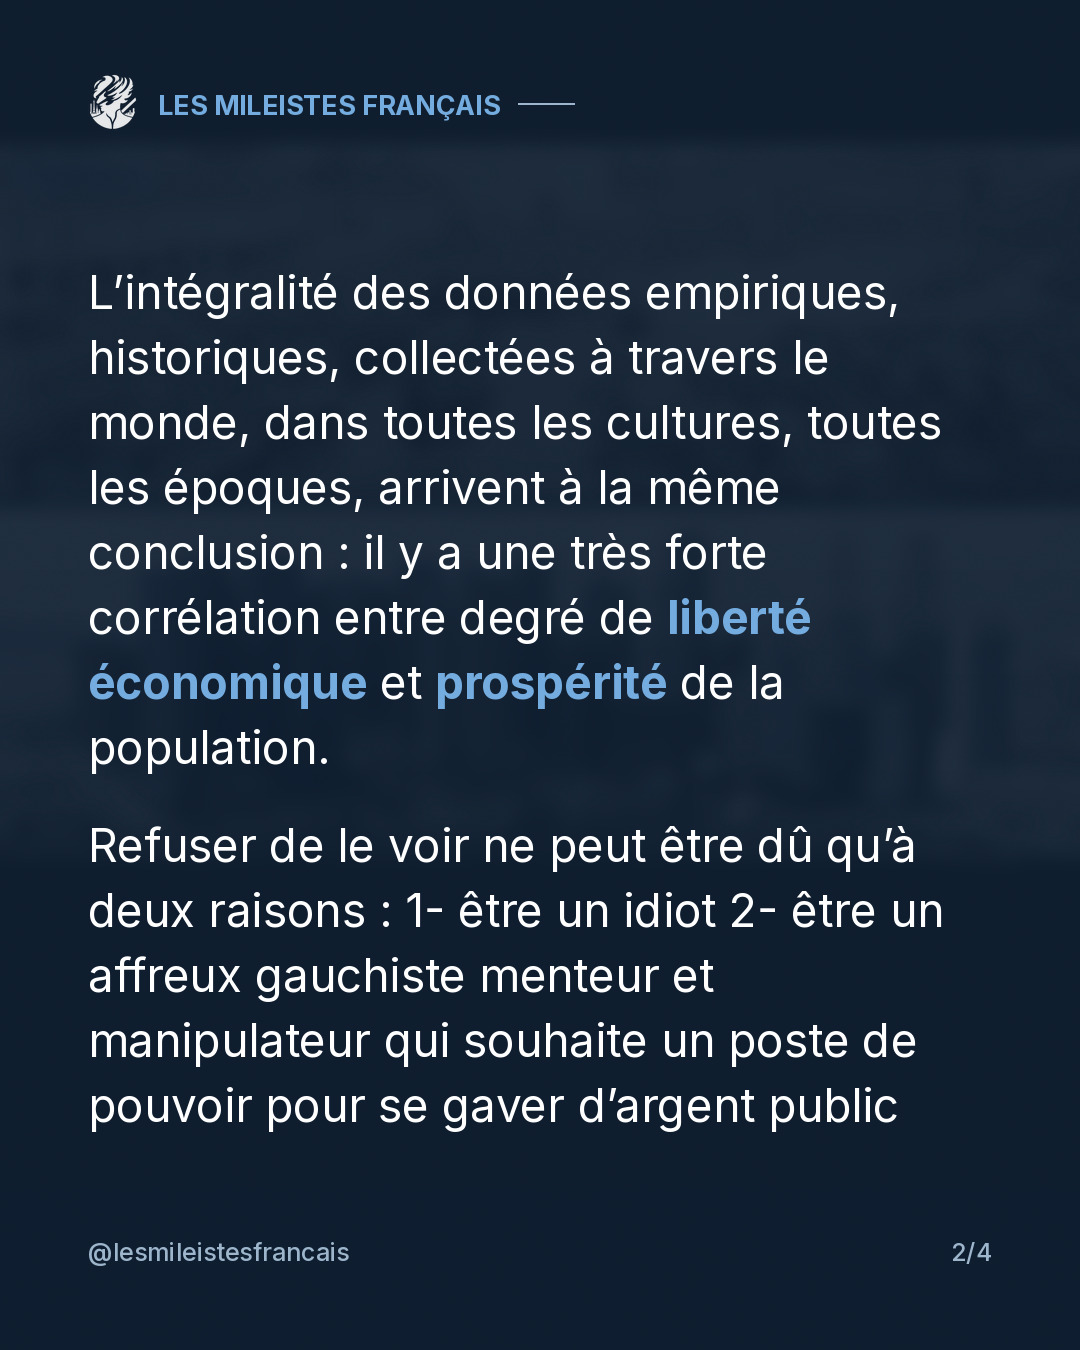 LES MILEISTES FRANÇAIS
L’intégralité des données empiriques,
historiques, collectées à travers le
monde, dans toutes les cultures, toutes
les époques, arrivent à la même
conclusion : il y a une très forte
corrélation entre degré de liberté
économique et prospérité de la
population.
Refuser de le voir ne peut être dû qu’à
deux raisons : 1- être un idiot 2- être un
affreux gauchiste menteur et
manipulateur qui souhaite un poste de
pouvoir pour se gaver d’argent public
@lesmileistesfrancais
2/4